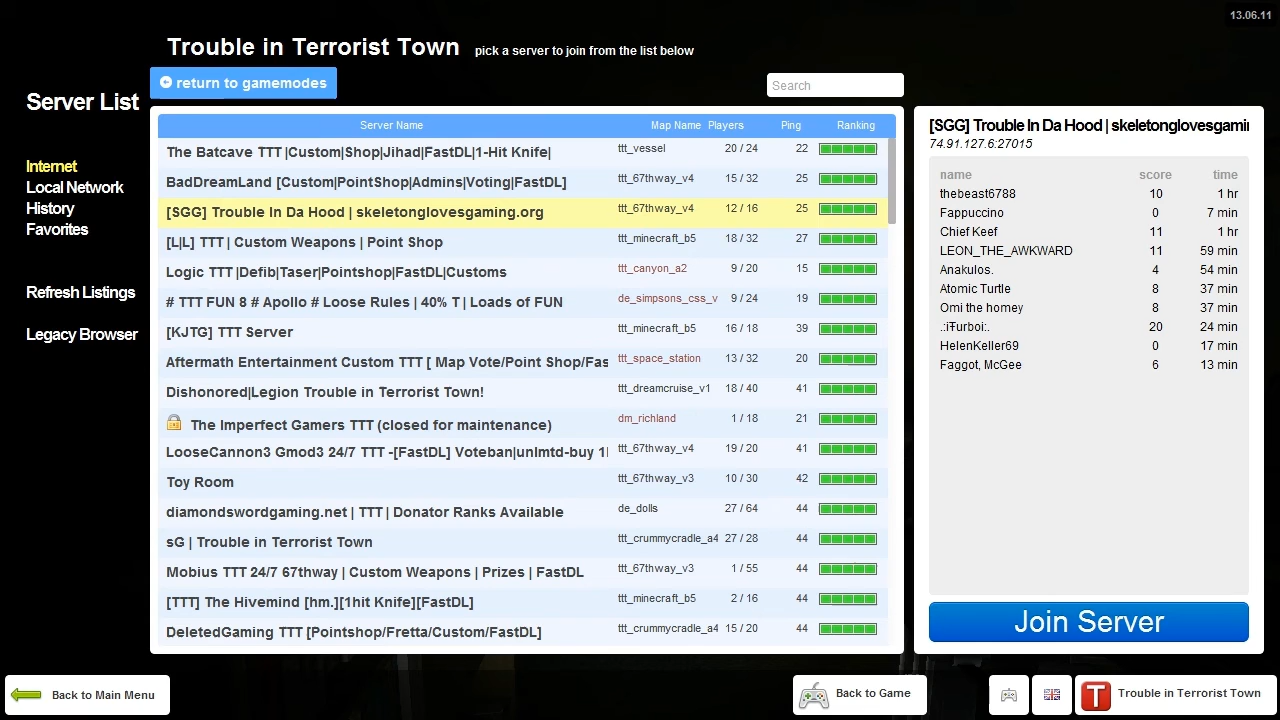 13.06.11
Trouble in Terrorist Town pick a server to join from the list below
return to gamemodes
Search
Server List
Internet
Local Network
History
Favorites
Refresh Listings
Legacy Browser
Server Name Map Name Players Ping Ranking
The Batcave TTT |Custom|Shop|Jihad|FastDL|1-Hit Knife| ttt_vessel 20 / 24 22
BadDreamLand [Custom|PointShop|Admins|Voting|FastDL] ttt_67thway_v4 15 / 32 25
[SGG] Trouble In Da Hood | skeletonglovesgaming.org ttt_67thway_v4 12 / 16 25
[L|L] TTT | Custom Weapons | Point Shop ttt_minecraft_b5 18 / 32 27
Logic TTT |Defib|Taser|Pointshop|FastDL|Customs ttt_canyon_a2 9 / 20 15
# TTT FUN 8 # Apollo # Loose Rules | 40% T | Loads of FUN de_simpsons_css_v 9 / 24 19
[KJTG] TTT Server ttt_minecraft_b5 16 / 18 39
Aftermath Entertainment Custom TTT [ Map Vote/Point Shop/Fas ttt_space_station 13 / 32 20
Dishonored|Legion Trouble in Terrorist Town! ttt_dreamcruise_v1 18 / 40 41
The Imperfect Gamers TTT (closed for maintenance) dm_richland 1 / 18 21
LooseCannon3 Gmod3 24/7 TTT -[FastDL] Voteban|unlmtd-buy 1| ttt_67thway_v4 19 / 20 41
Toy Room ttt_67thway_v3 10 / 30 42
diamondswordgaming.net | TTT | Donator Ranks Available de_dolls 27 / 64 44
sG | Trouble in Terrorist Town ttt_crummycradle_a4 27 / 28 44
Mobius TTT 24/7 67thway | Custom Weapons | Prizes | FastDL ttt_67thway_v3 1 / 55 44
[TTT] The Hivemind [hm.][1hit Knife][FastDL] ttt_minecraft_b5 2 / 16 44
DeletedGaming TTT [Pointshop/Fretta/Custom/FastDL] ttt_crummycradle_a4 15 / 20 44
[SGG] Trouble In Da Hood | skeletonglovesgamin
74.91.127.6:27015
name score time
thebeast6788 10 1 hr
Fappuccino 0 7 min
Chief Keef 11 1 hr
LEON_THE_AWKWARD 11 59 min
Anakulos. 4 54 min
Atomic Turtle 8 37 min
Omi the homey 8 37 min
.:iŦurboi:. 20 24 min
HelenKeller69 0 17 min
Faggot, McGee 6 13 min
Join Server
Back to Main Menu
Back to Game
T Trouble in Terrorist Town